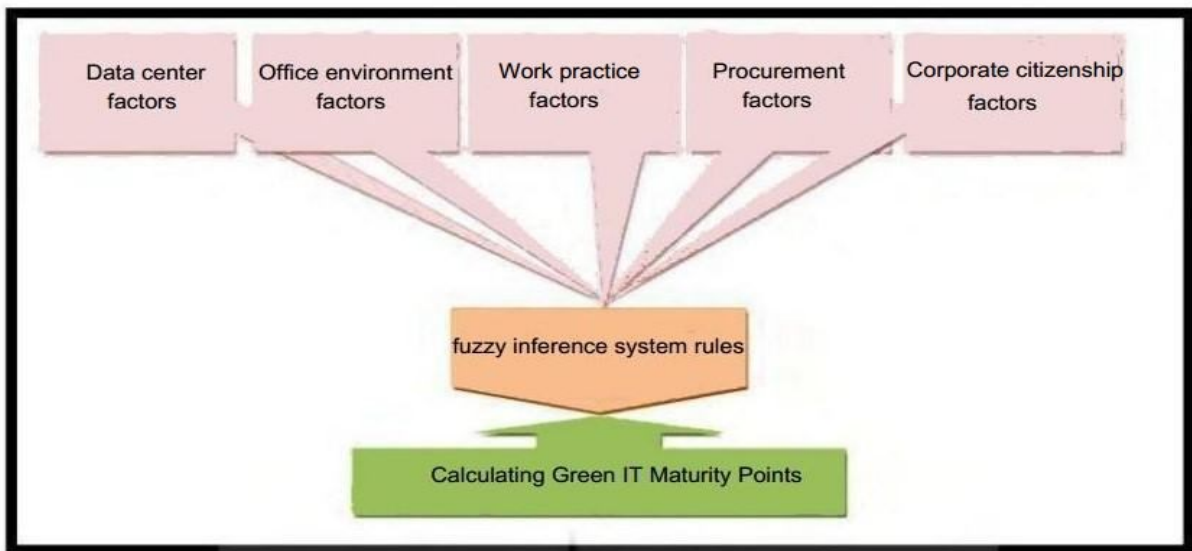 Data center
factors
Office environment
factors
Work practice
factors
Procurement
factors
Corporate citizenship
factors
fuzzy inference system rules
Calculating Green IT Maturity Points